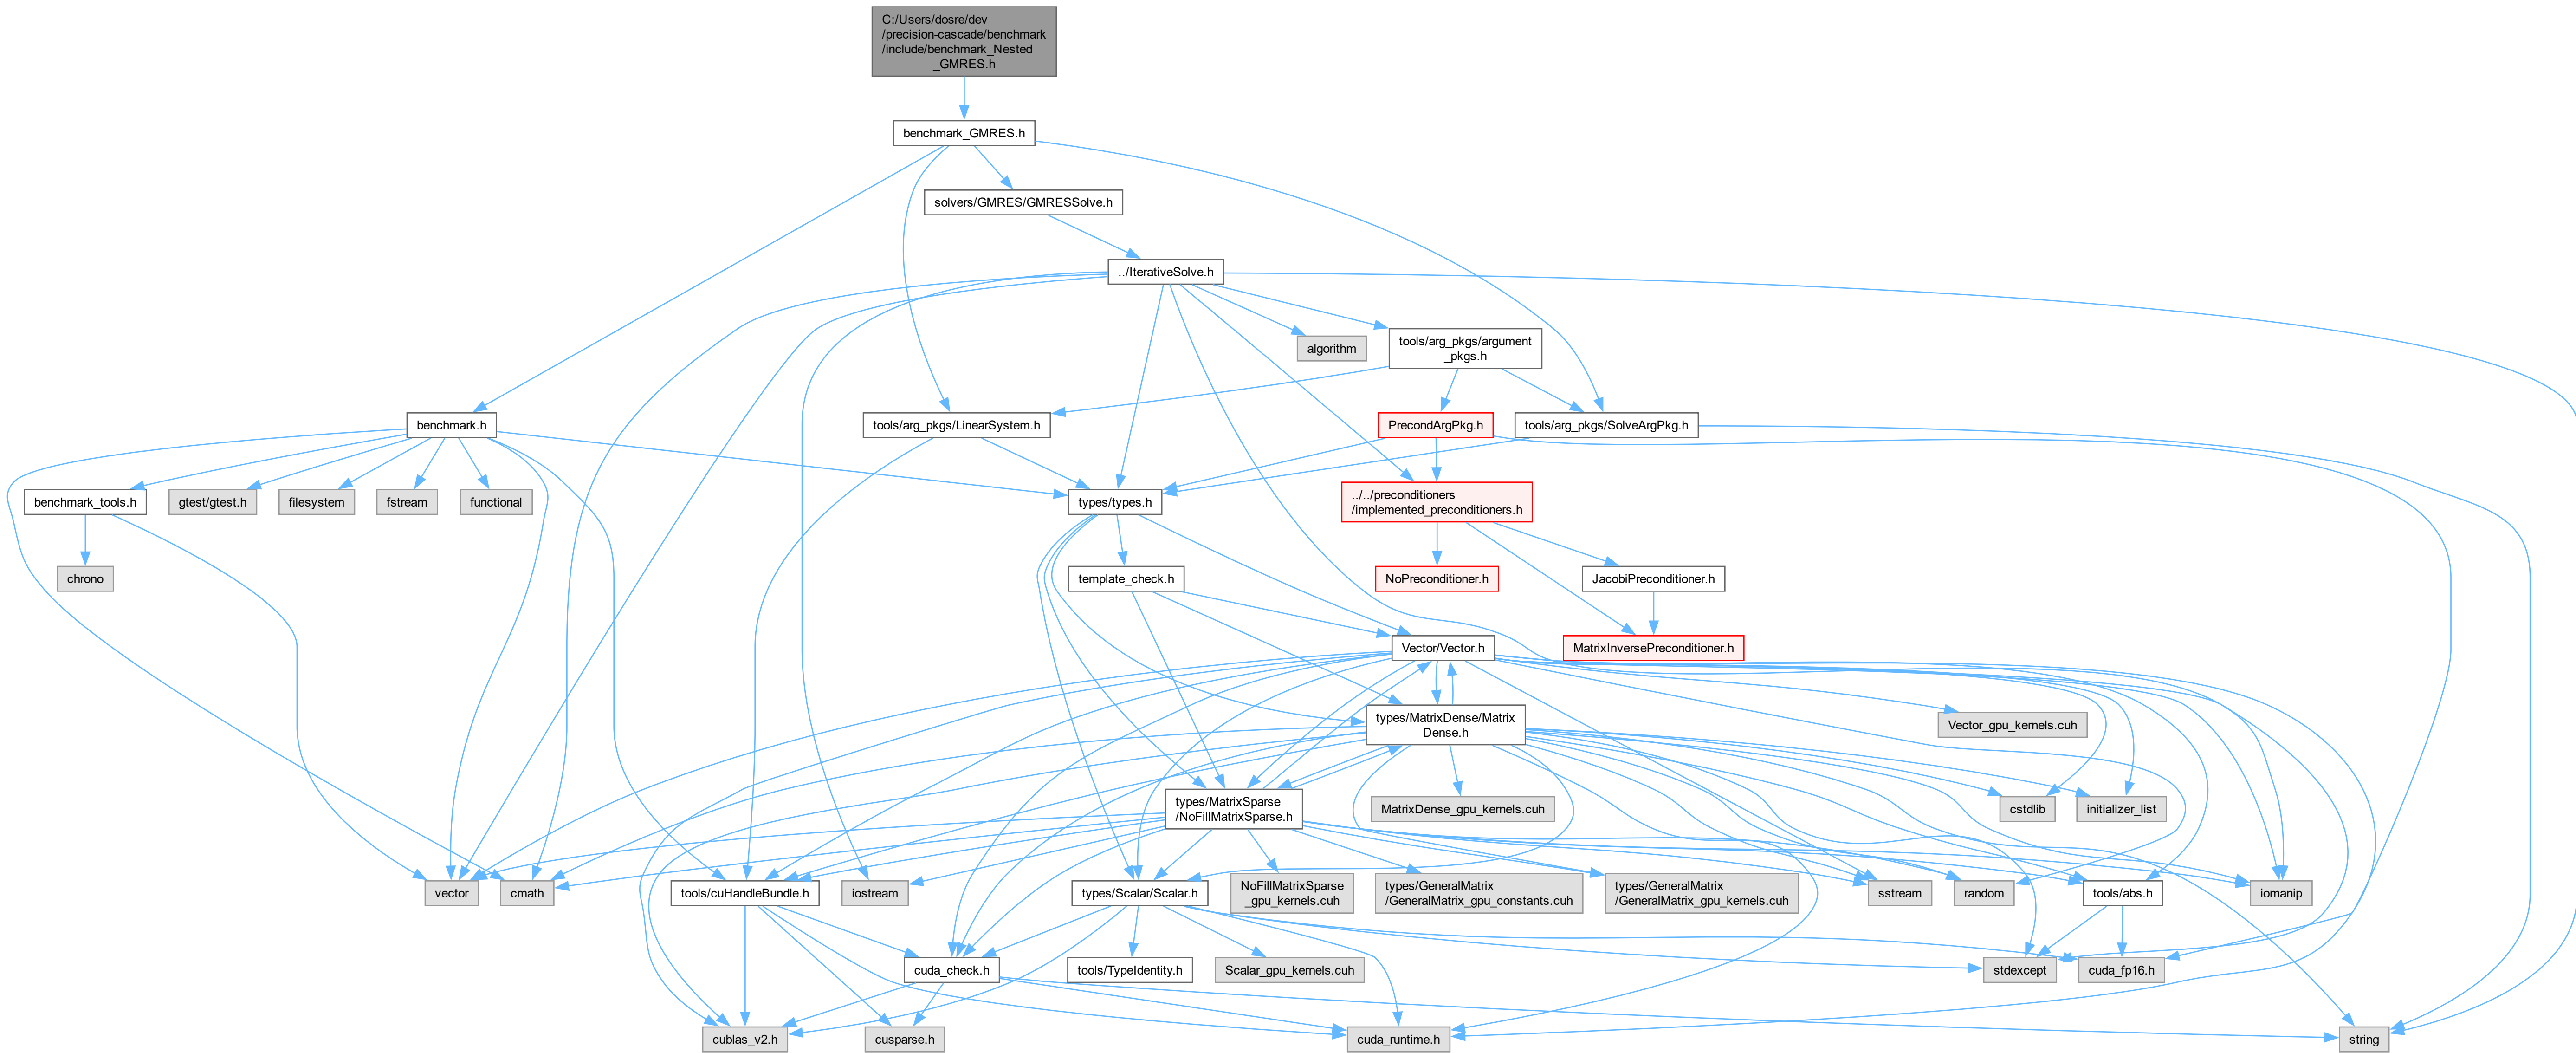 C:/Users/dosre/dev
/precision-cascade/benchmark
/include/benchmark_Nested
_GMRES.h
benchmark_GMRES.h
solvers/GMRES/GMRESSolve.h
../IterativeSolve.h
algorithm
tools/arg_pkgs/argument
_pkgs.h
benchmark.h
tools/arg_pkgs/LinearSystem.h
PrecondArgPkg.h
tools/arg_pkgs/SolveArgPkg.h
benchmark_tools.h
gtest/gtest.h
filesystem
fstream
functional
types/types.h
../../preconditioners
/implemented_preconditioners.h
chrono
template_check.h
NoPreconditioner.h
JacobiPreconditioner.h
Vector/Vector.h
MatrixInversePreconditioner.h
types/MatrixDense/Matrix
Dense.h
Vector_gpu_kernels.cuh
types/MatrixSparse
/NoFillMatrixSparse.h
MatrixDense_gpu_kernels.cuh
cstdlib
initializer_list
vector
cmath
tools/cuHandleBundle.h
iostream
types/Scalar/Scalar.h
NoFillMatrixSparse
_gpu_kernels.cuh
types/GeneralMatrix
/GeneralMatrix_gpu_constants.cuh
types/GeneralMatrix
/GeneralMatrix_gpu_kernels.cuh
sstream
random
tools/abs.h
iomanip
cuda_check.h
tools/TypeIdentity.h
Scalar_gpu_kernels.cuh
stdexcept
cuda_fp16.h
cublas_v2.h
cusparse.h
cuda_runtime.h
string